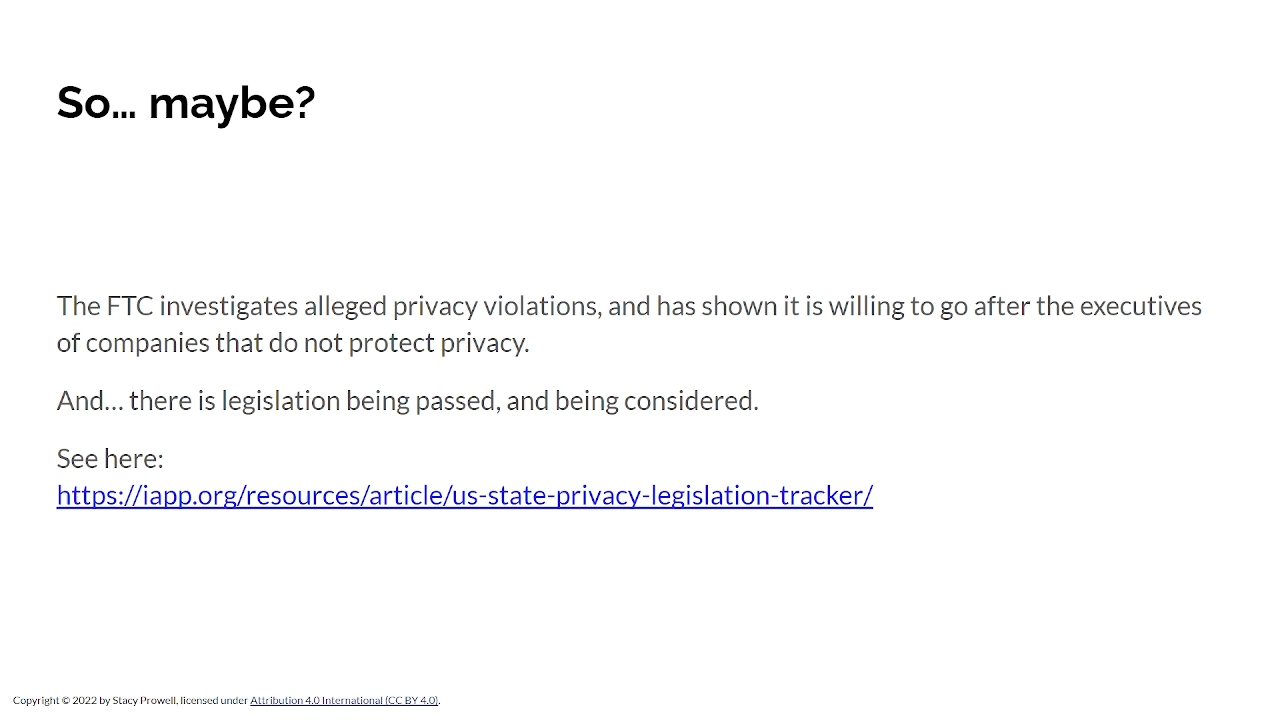 So... maybe?
The FTC investigates alleged privacy violations, and has shown it is willing to go after the executives
of companies that do not protect privacy.
And... there is legislation being passed, and being considered.
See here:
https://iapp.org/resources/article/us-state-privacy-legislation-tracker/
Copyright © 2022 by Stacy Prowell, licensed under Attribution 4.0 International (CC BY 4.0).